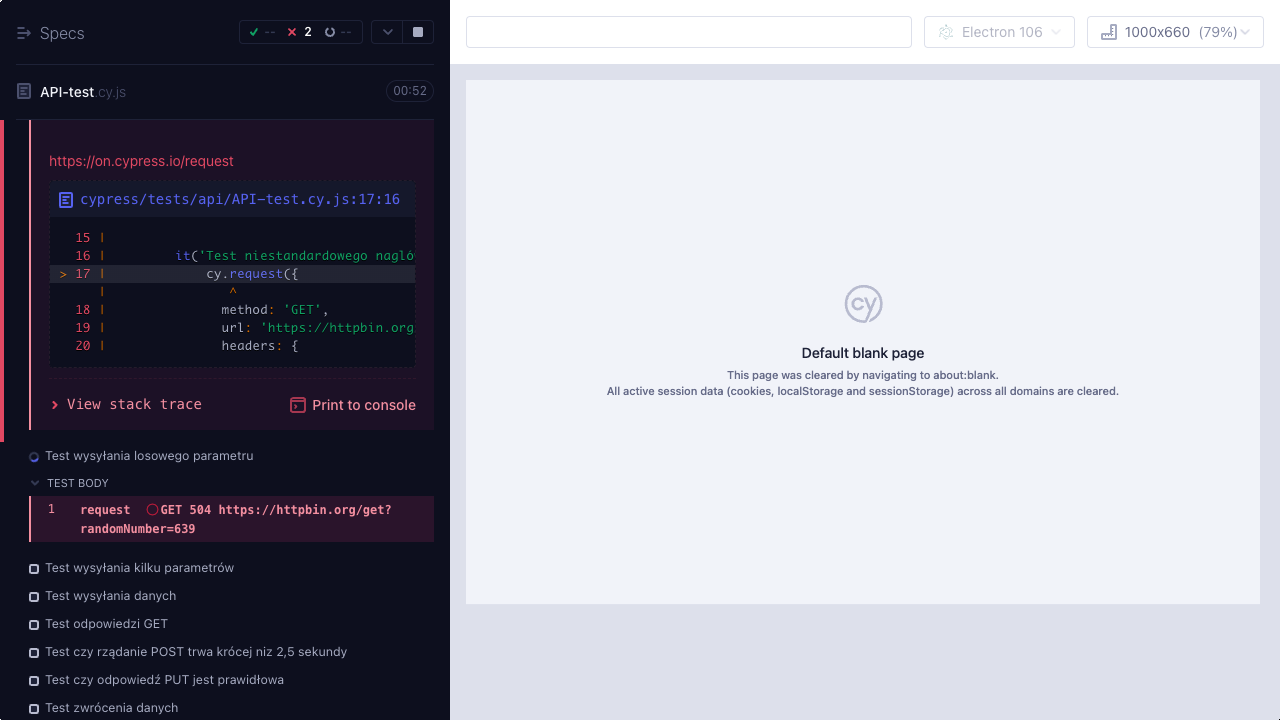 Specs
-- 2 --
Electron 106
1000x660 (79%)
API-test.cy.js
00:52
https://on.cypress.io/request
cypress/tests/api/API-test.cy.js:17:16
15 |
16 | it('Test niestandardowego nagłó
> 17 | cy.request({
| ^
18 | method: 'GET',
19 | url: 'https://httpbin.org
20 | headers: {
View stack trace
Print to console
Test wysyłania losowego parametru
TEST BODY
1 request GET 504 https://httpbin.org/get?
randomNumber=639
Test wysyłania kilku parametrów
Test wysyłania danych
Test odpowiedzi GET
Test czy rządanie POST trwa krócej niz 2,5 sekundy
Test czy odpowiedź PUT jest prawidłowa
Test zwrócenia danych
cy
Default blank page
This page was cleared by navigating to about:blank.
All active session data (cookies, localStorage and sessionStorage) across all domains are cleared.